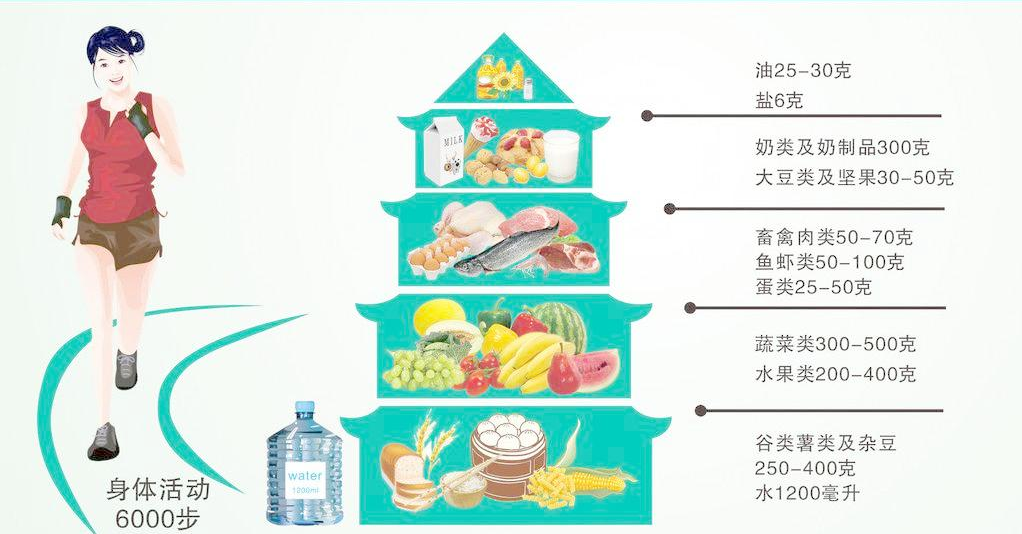 油25-30克
盐6克
奶类及奶制品300克
大豆类及坚果30-50克
畜禽肉类50-70克
鱼虾类50-100克
蛋类25-50克
蔬菜类300-500克
水果类200-400克
谷类薯类及杂豆
250-400克
水1200毫升
MILK
water
1200ml
身体活动
6000步